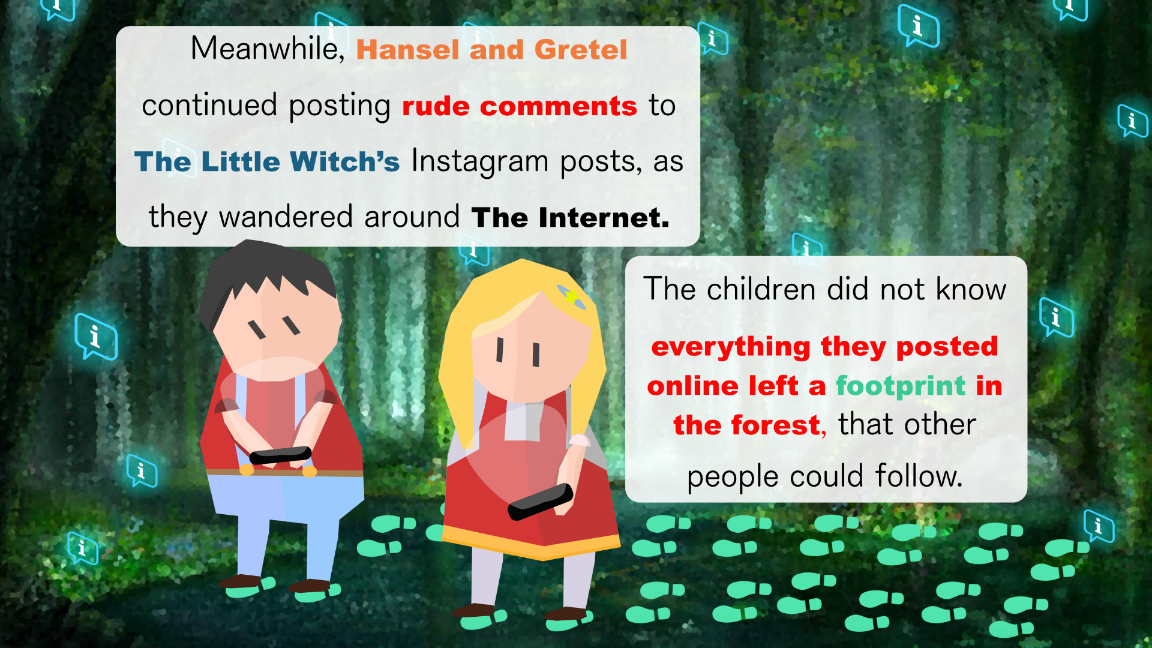 Meanwhile, Hansel and Gretel
continued posting rude comments to
The Little Witch’s Instagram posts, as
they wandered around The Internet.
The children did not know
everything they posted
online left a footprint in
the forest, that other
people could follow.
i
i
i
i
i
i
i
i
i
i
i
i